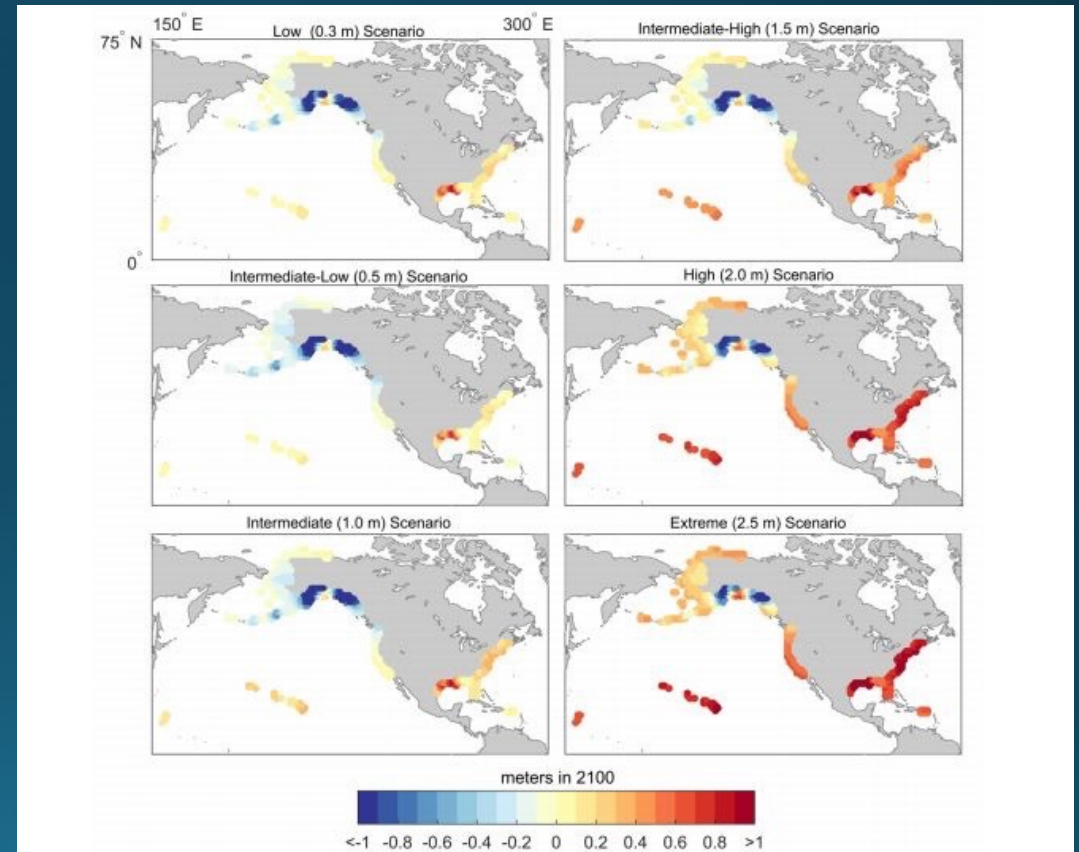 150° E
300° E
75° N
Low (0.3 m) Scenario
Intermediate-High (1.5 m) Scenario
0°
Intermediate-Low (0.5 m) Scenario
High (2.0 m) Scenario
Intermediate (1.0 m) Scenario
Extreme (2.5 m) Scenario
meters in 2100
<-1 -0.8 -0.6 -0.4 -0.2 0 0.2 0.4 0.6 0.8 >1